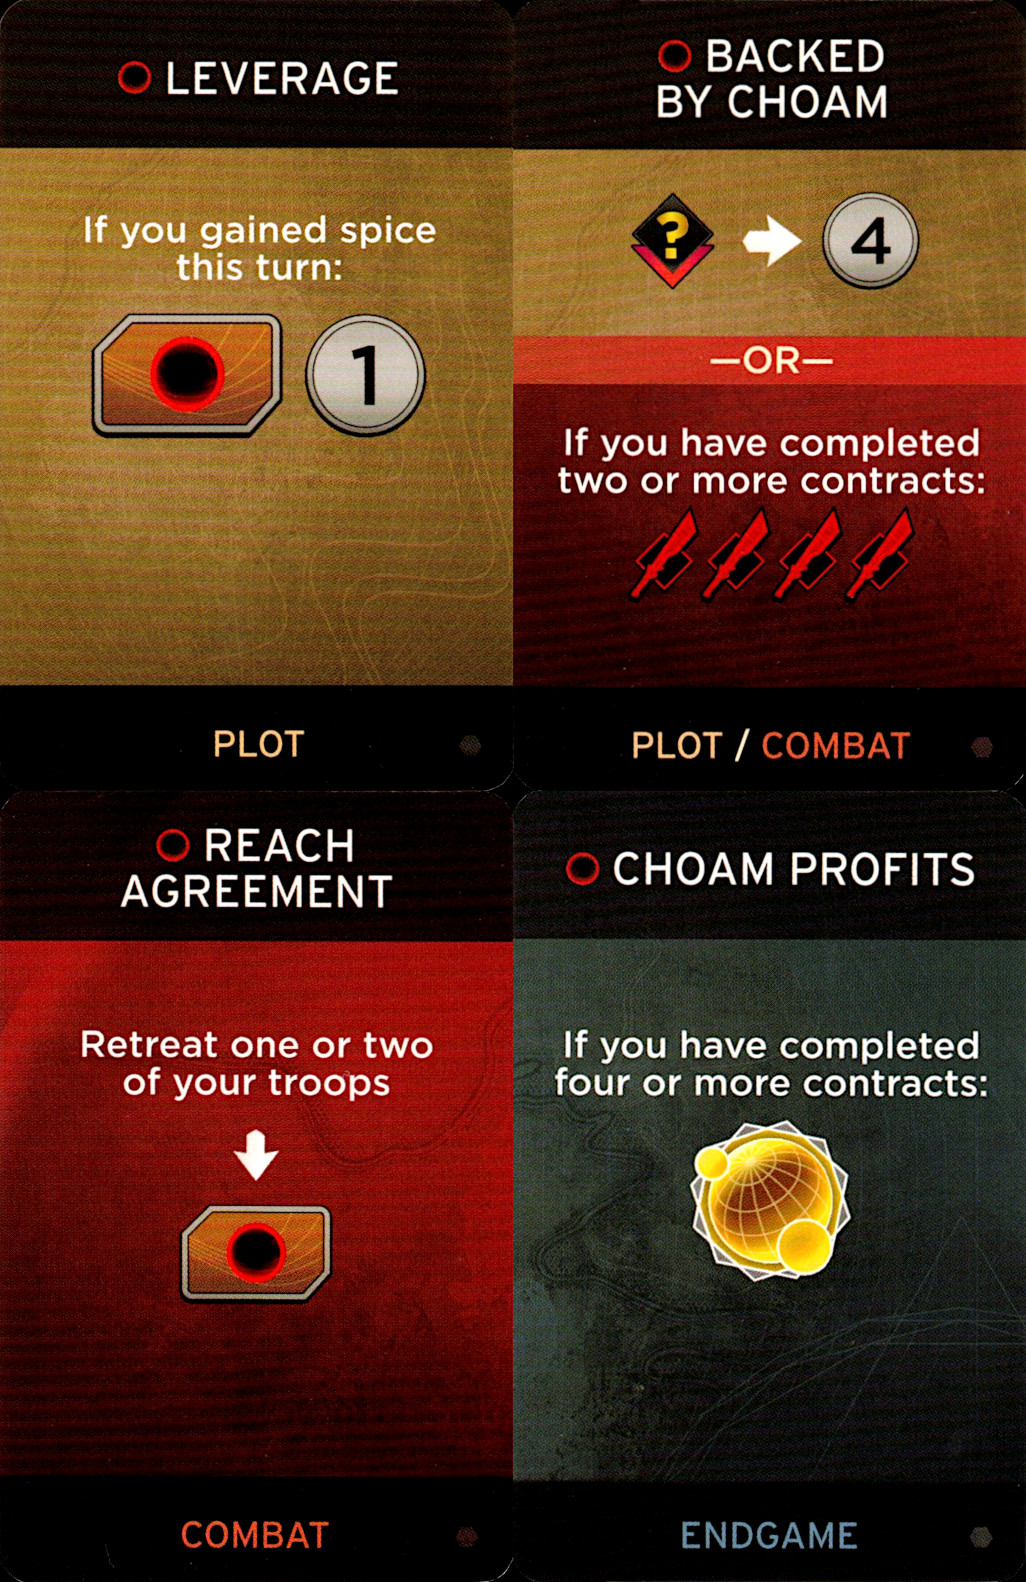 LEVERAGE
If you gained spice
this turn:
1
PLOT
BACKED
BY CHOAM
?
4
—OR—
If you have completed
two or more contracts:
PLOT / COMBAT
REACH
AGREEMENT
Retreat one or two
of your troops
COMBAT
CHOAM PROFITS
If you have completed
four or more contracts:
ENDGAME